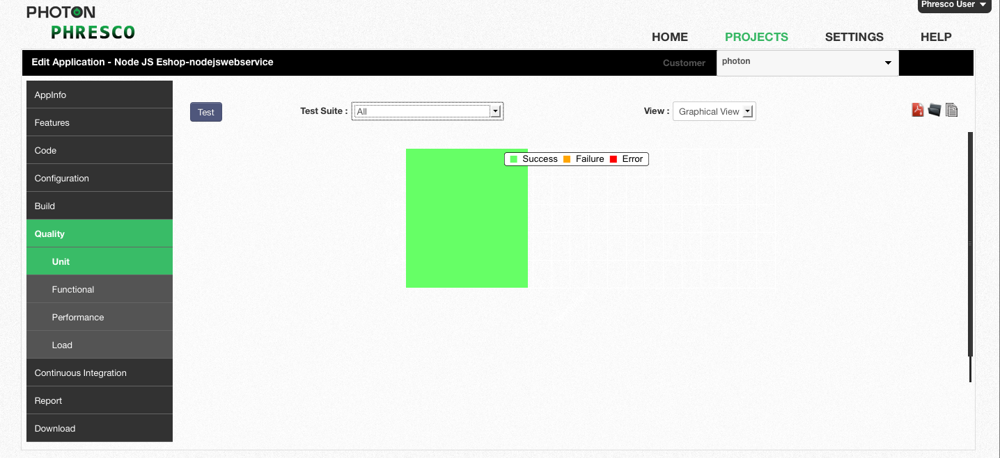 PHOTON
PHRESCO
Phresco User
HOME PROJECTS SETTINGS HELP
Edit Application - Node JS Eshop-nodejswebservice Customer photon
AppInfo
Features
Code
Configuration
Build
Quality
Unit
Functional
Performance
Load
Continuous Integration
Report
Download
Test Test Suite : All View : Graphical View
Success Failure Error